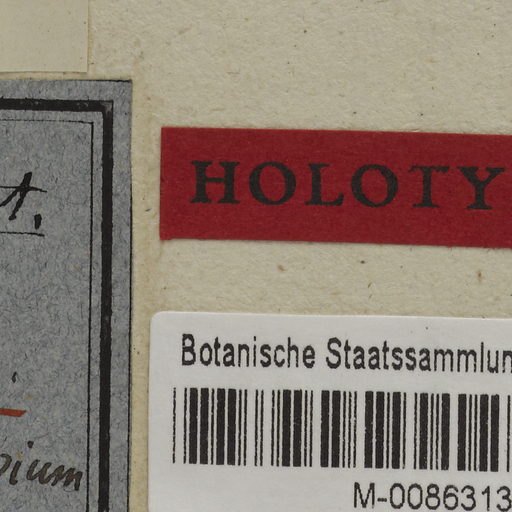 HOLOTY
Botanische Staatssammlun
M-0086313